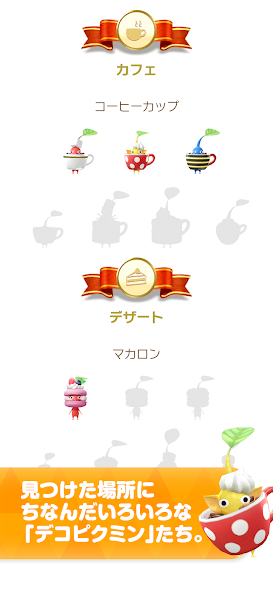 カフェ
コーヒーカップ
デザート
マカロン
見つけた場所に
ちなんだいろいろな
「デコピクミン」たち。